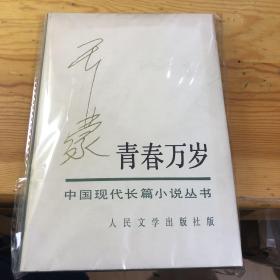 王蒙
青春万岁
中国现代长篇小说丛书
人民文学出版社版